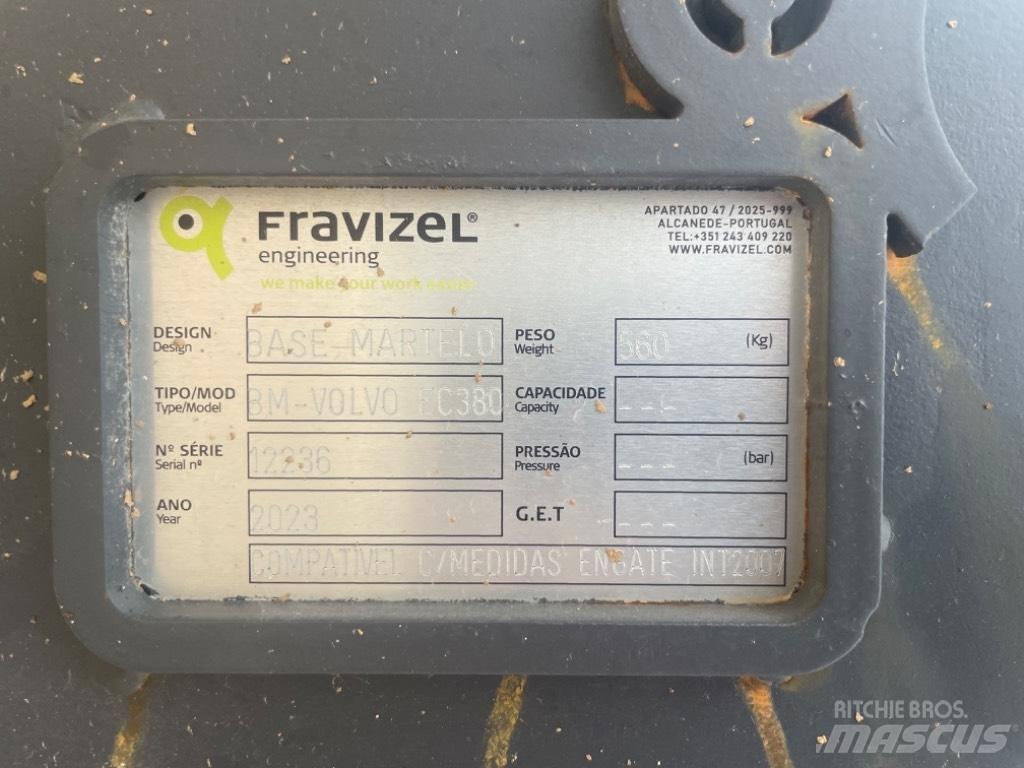 Fravizel®
engineering
we make your work easier
APARTADO 47 / 2025-999
ALCANEDE-PORTUGAL
TEL:+351 243 409 220
WWW.FRAVIZEL.COM
DESIGN BASE MARTELO PESO 560 (Kg)
Design Weight
TIPO/MOD BM-VOLVO EC380 CAPACIDADE ---
Type/Model Capacity
Nº SÉRIE 12236 PRESSÃO --- (bar)
Serial nº Pressure
ANO 2023 G.E.T ---
Year
COMPATÍVEL C/MEDIDAS ENGATE INT2007
RITCHIE BROS.
MASCUS